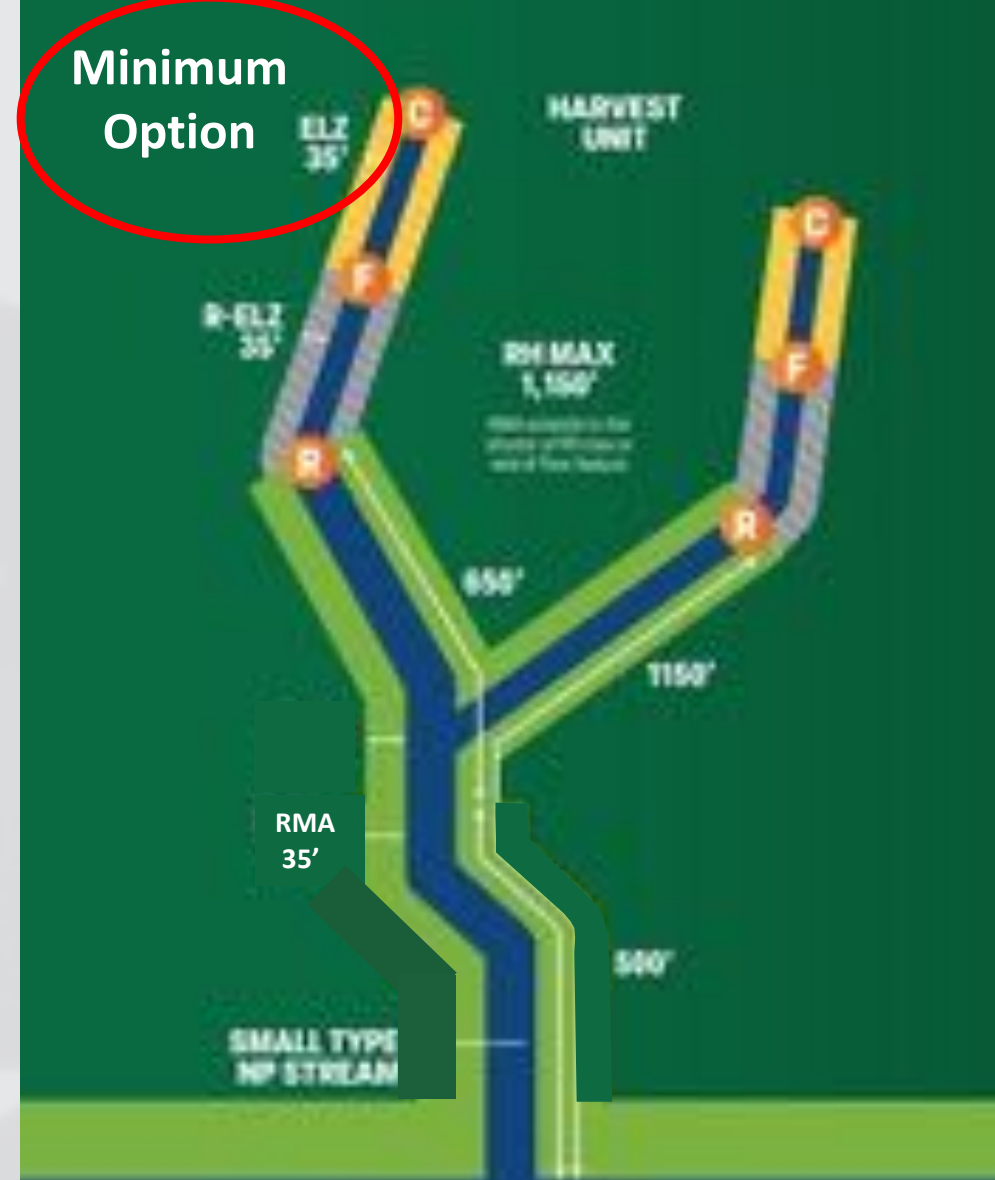 Minimum
Option
ELZ
35'
C
HARVEST
UNIT
C
F
R-ELZ
35'
RH MAX
1,150'
F
R
R
650'
1150'
RMA
35’
500'
SMALL TYPE
NP STREAM